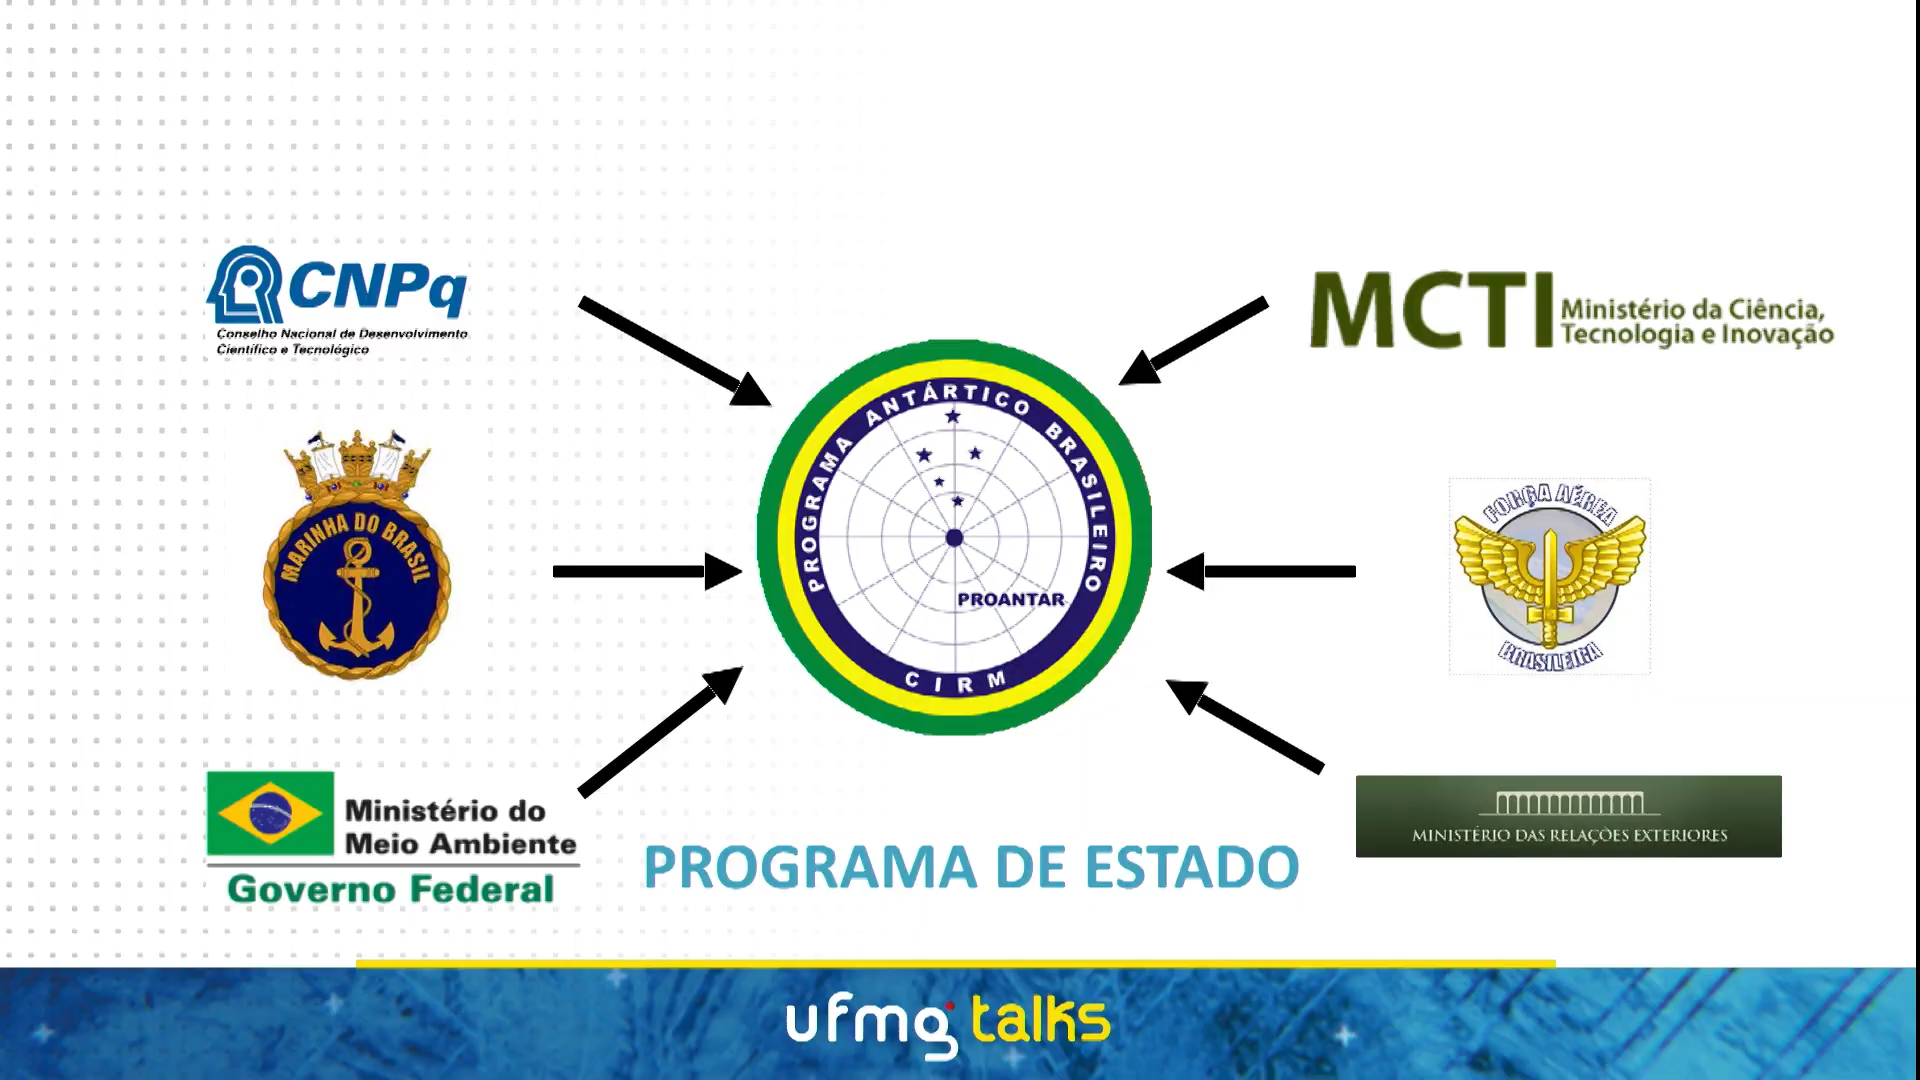 CNPq
Conselho Nacional de Desenvolvimento
Científico e Tecnológico
MCTI
Ministério da Ciência,
Tecnologia e Inovação
PROGRAMA ANTÁRTICO BRASILEIRO
PROANTAR
CIRM
MARINHA DO BRASIL
FORÇA AÉREA
BRASILEIRA
Ministério do
Meio Ambiente
Governo Federal
MINISTÉRIO DAS RELAÇÕES EXTERIORES
PROGRAMA DE ESTADO
ufmg talks